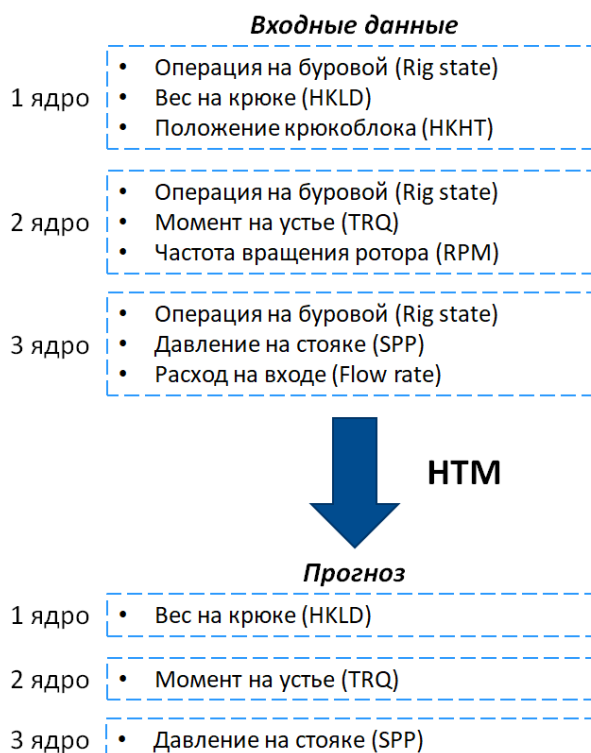 Входные данные
1 ядро
• Операция на буровой (Rig state)
• Вес на крюке (HKLD)
• Положение крюкоблока (HKHT)
2 ядро
• Операция на буровой (Rig state)
• Момент на устье (TRQ)
• Частота вращения ротора (RPM)
3 ядро
• Операция на буровой (Rig state)
• Давление на стояке (SPP)
• Расход на входе (Flow rate)
HTM
Прогноз
1 ядро • Вес на крюке (HKLD)
2 ядро • Момент на устье (TRQ)
3 ядро • Давление на стояке (SPP)